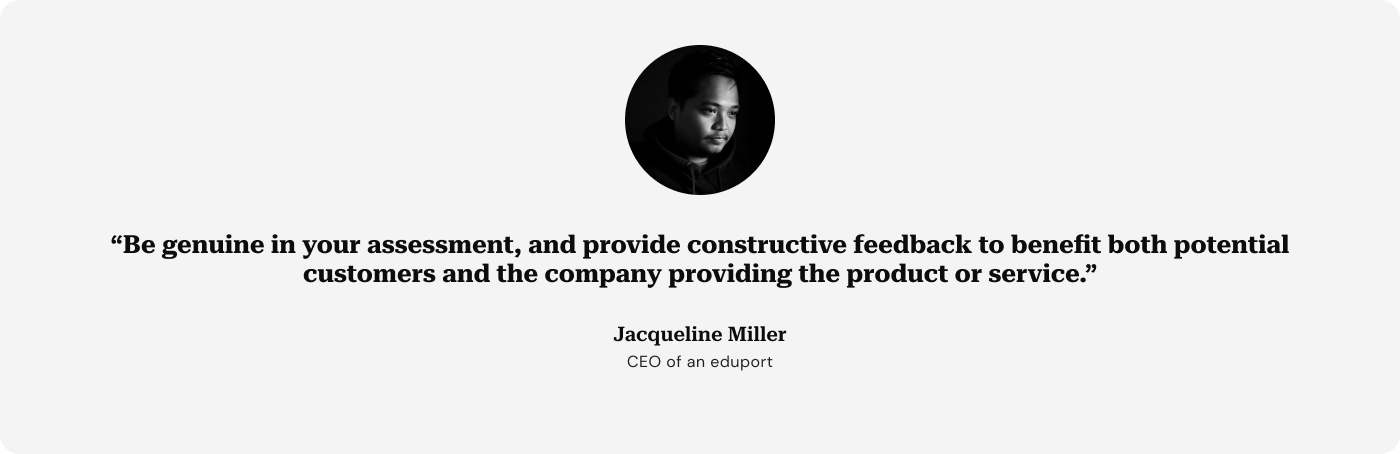 “Be genuine in your assessment, and provide constructive feedback to benefit both potential
customers and the company providing the product or service.”
Jacqueline Miller
CEO of an eduport